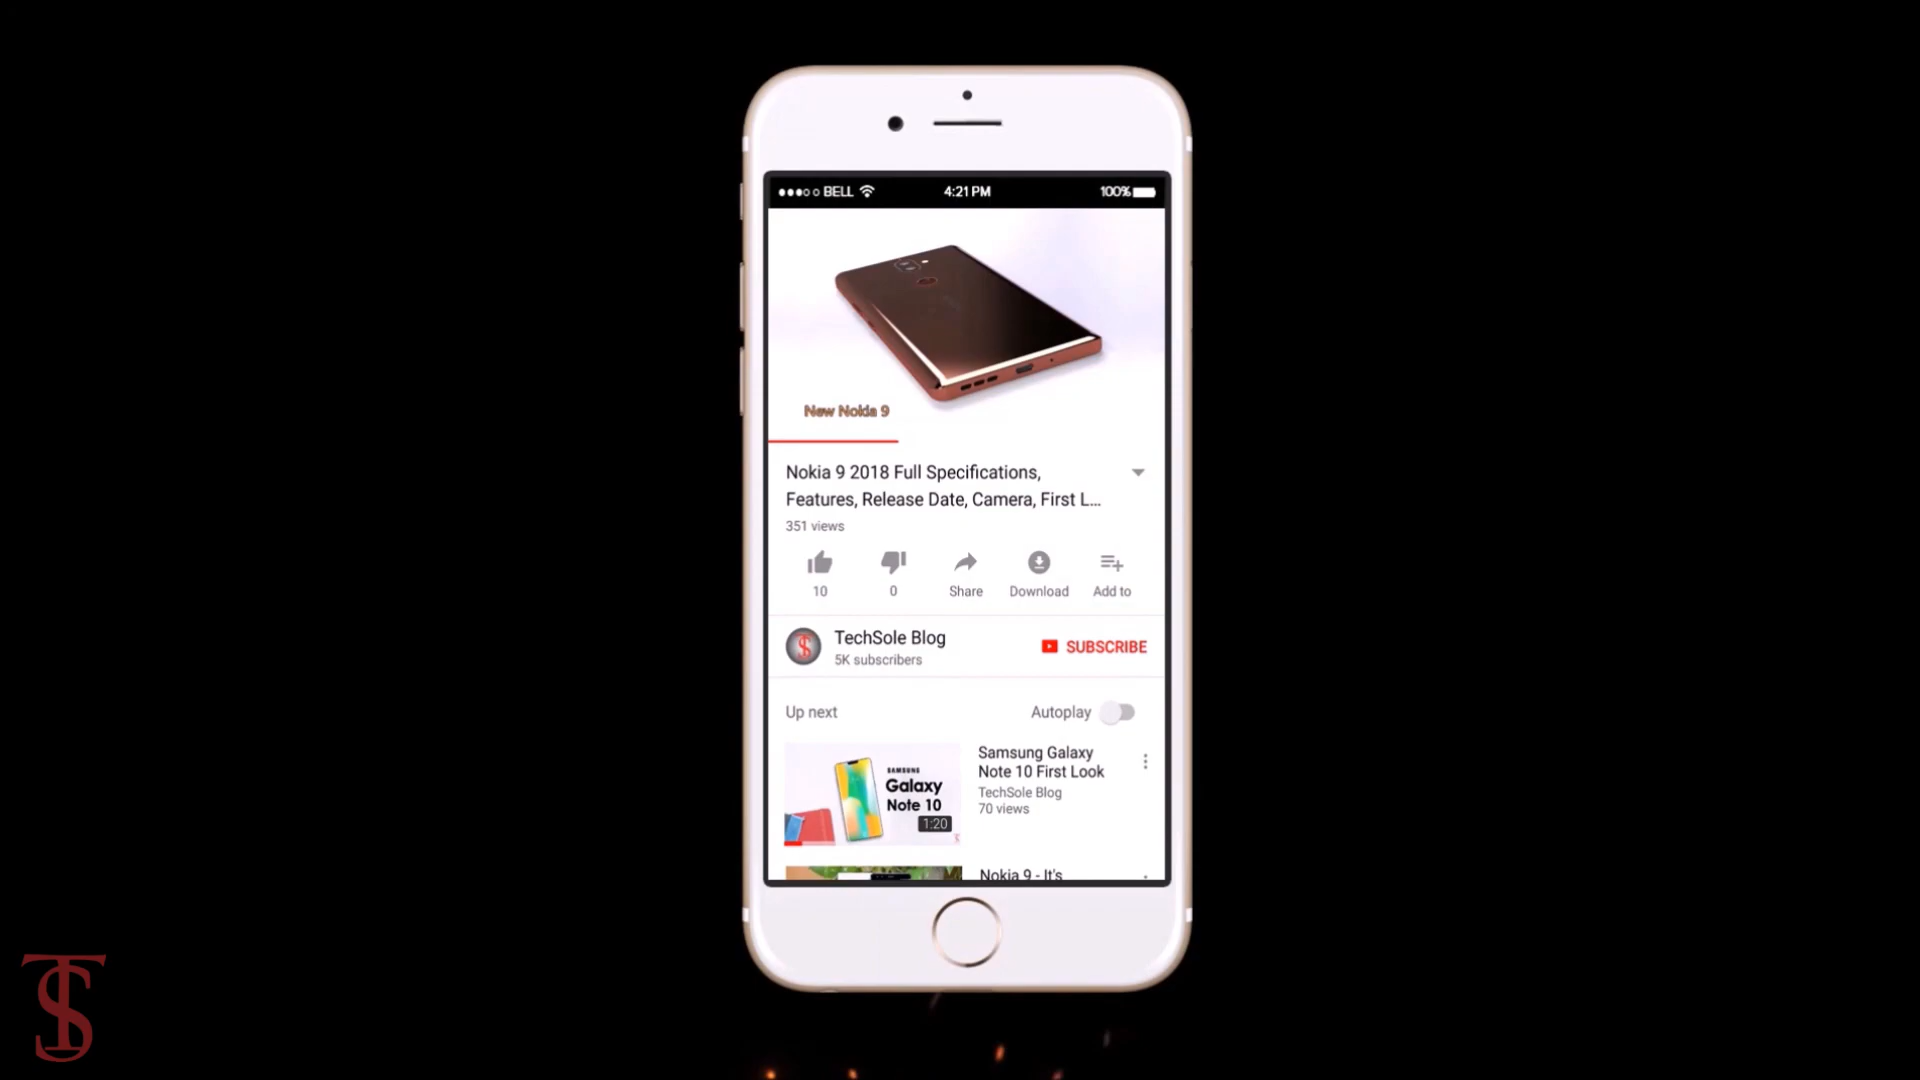 BELL 4:21 PM 100%
New Nokia 9
Nokia 9 2018 Full Specifications,
Features, Release Date, Camera, First L...
351 views
10 0 Share Download Add to
TechSole Blog
5K subscribers
SUBSCRIBE
Up next Autoplay
SAMSUNG
Galaxy
Note 10
1:20
Samsung Galaxy
Note 10 First Look
TechSole Blog
70 views
Nokia 9 - It's
TS